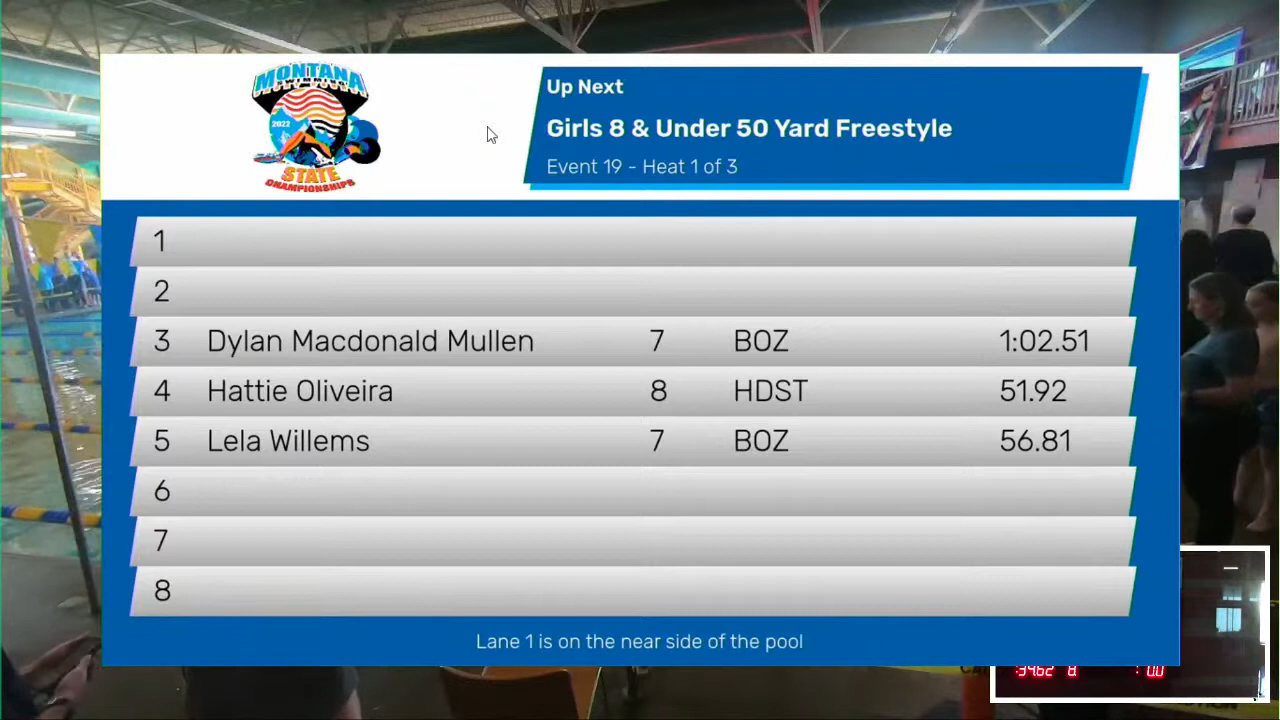 MONTANA
SWIMMING
2022
STATE
CHAMPIONSHIPS
Up Next
Girls 8 & Under 50 Yard Freestyle
Event 19 - Heat 1 of 3
1
2
3 Dylan Macdonald Mullen 7 BOZ 1:02.51
4 Hattie Oliveira 8 HDST 51.92
5 Lela Willems 7 BOZ 56.81
6
7
8
Lane 1 is on the near side of the pool